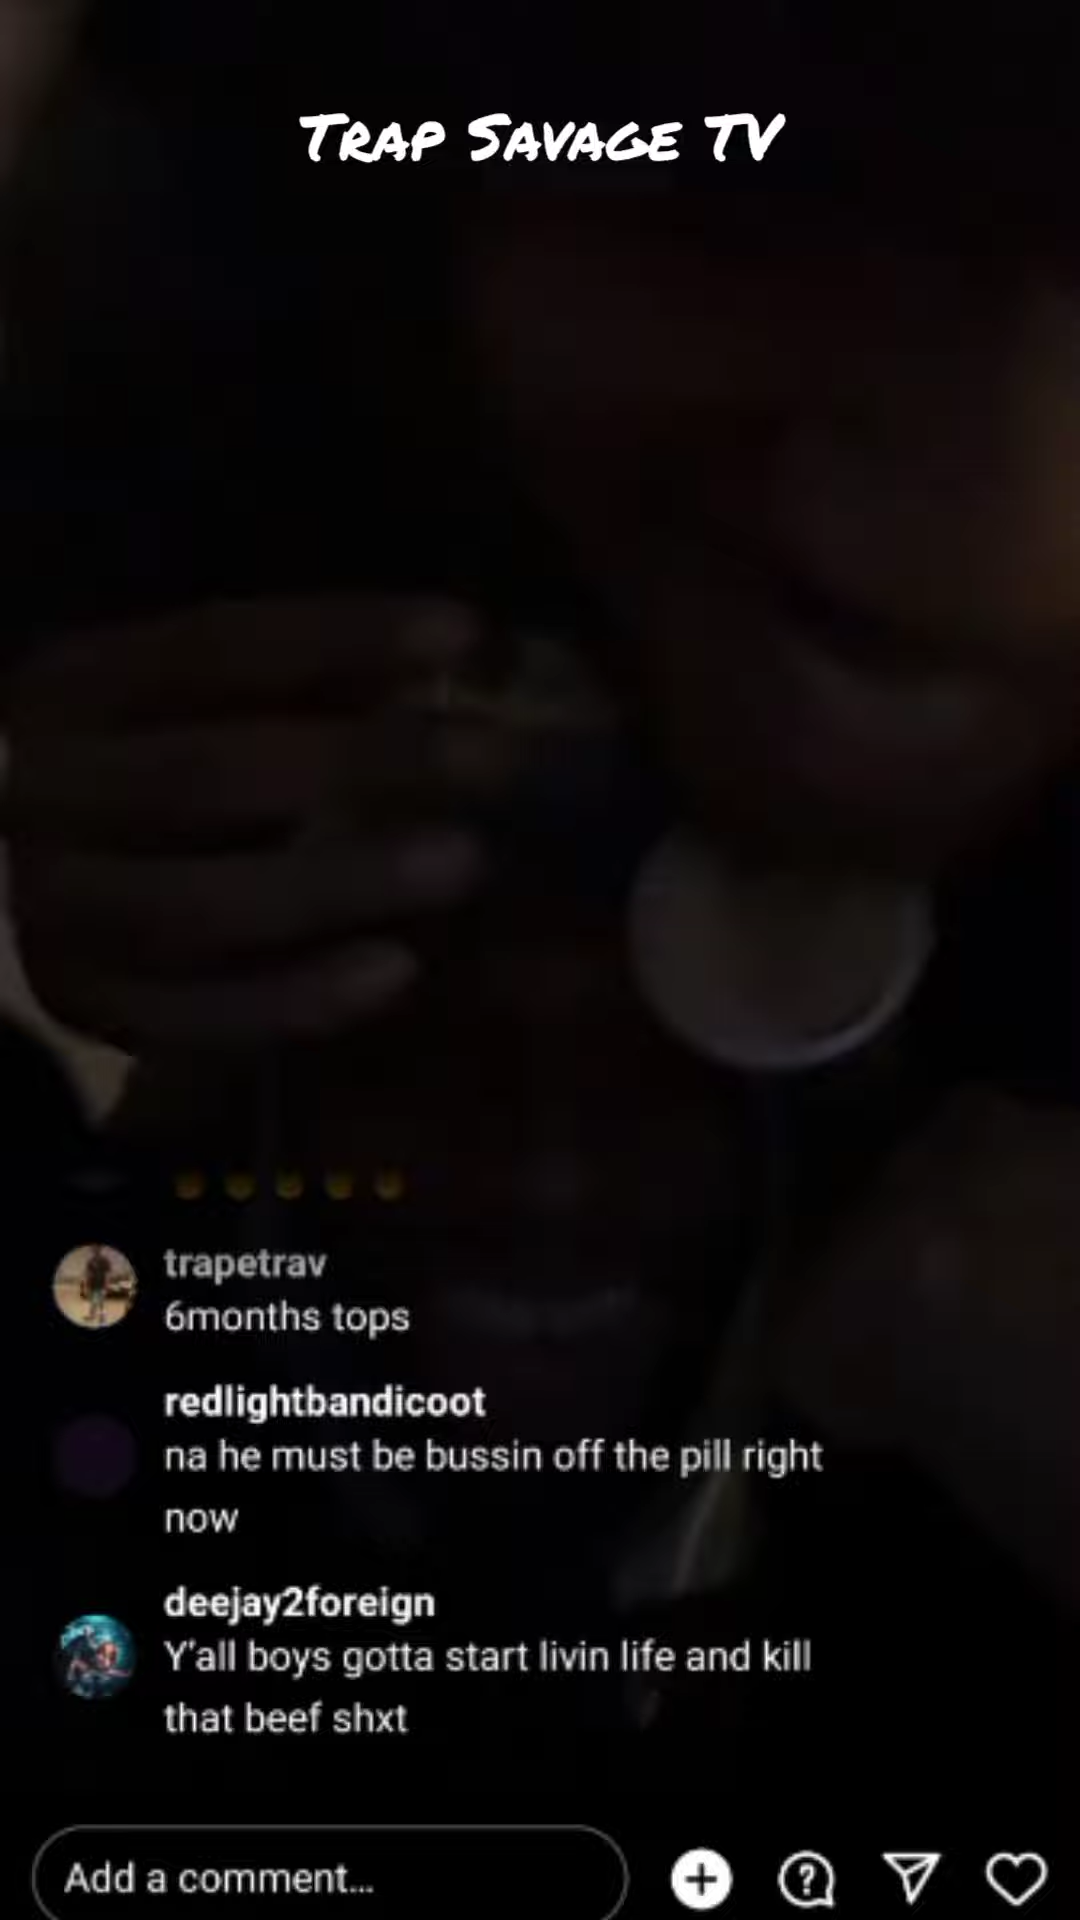 TRAP SAVAGE TV
trapetrav
6months tops
redlightbandicoot
na he must be bussin off the pill right
now
deejay2foreign
Y'all boys gotta start livin life and kill
that beef shxt
Add a comment...